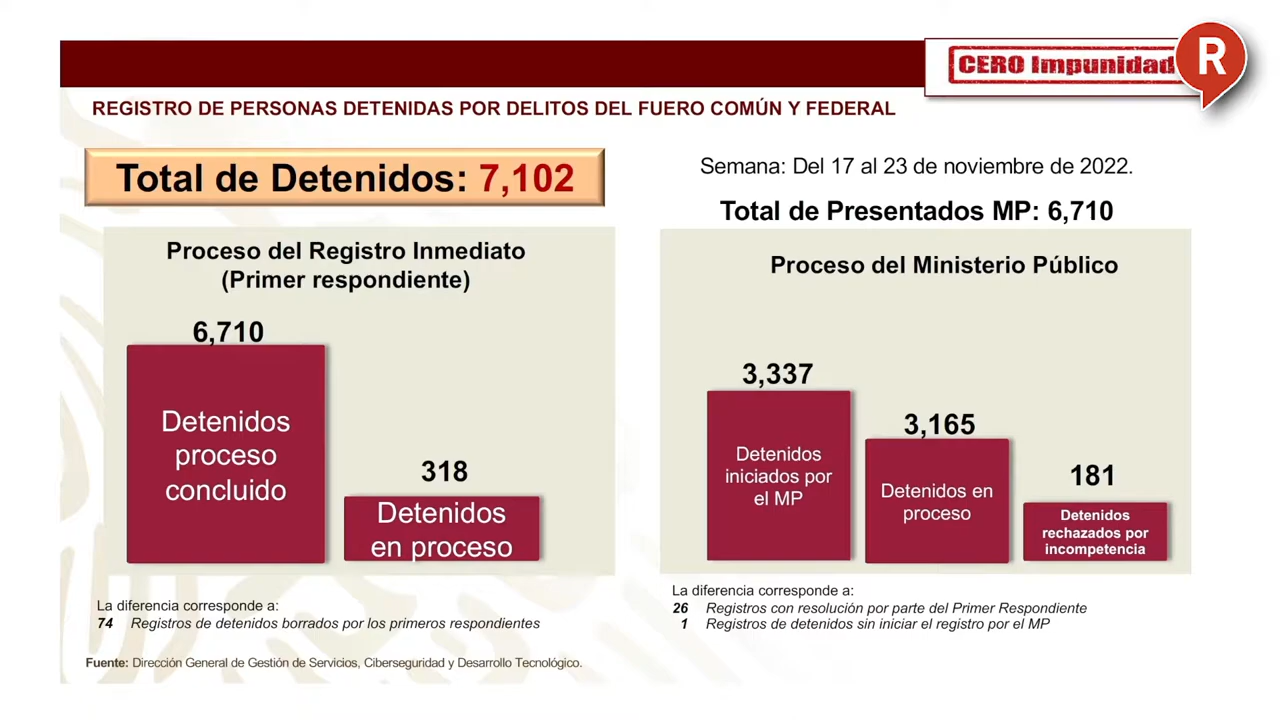 CERO Impunidad
R
REGISTRO DE PERSONAS DETENIDAS POR DELITOS DEL FUERO COMÚN Y FEDERAL
Total de Detenidos: 7,102
Semana: Del 17 al 23 de noviembre de 2022.
Total de Presentados MP: 6,710
Proceso del Registro Inmediato
(Primer respondiente)
6,710
Detenidos
proceso
concluido
318
Detenidos
en proceso
La diferencia corresponde a:
74 Registros de detenidos borrados por los primeros respondientes
Proceso del Ministerio Público
3,337
Detenidos
iniciados por
el MP
3,165
Detenidos en
proceso
181
Detenidos
rechazados por
incompetencia
La diferencia corresponde a:
26 Registros con resolución por parte del Primer Respondiente
1 Registros de detenidos sin iniciar el registro por el MP
Fuente: Dirección General de Gestión de Servicios, Ciberseguridad y Desarrollo Tecnológico.